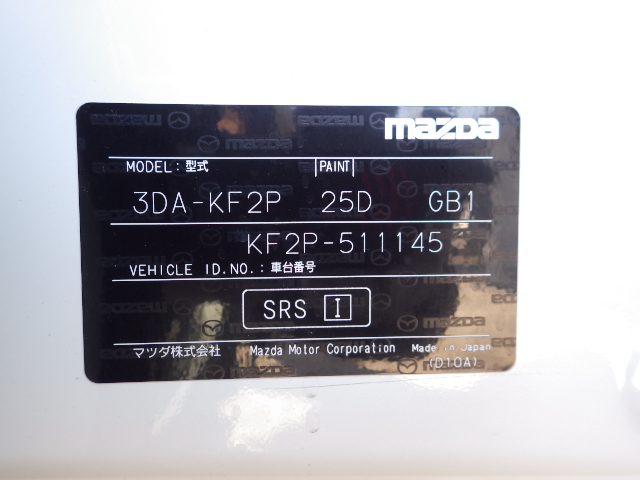 mazda
MODEL: 型式 PAINT
3DA-KF2P 25D GB1
KF2P-511145
VEHICLE ID.NO.: 車台番号
SRS I
マツダ株式会社 Mazda Motor Corporation Made in Japan
(D10A)